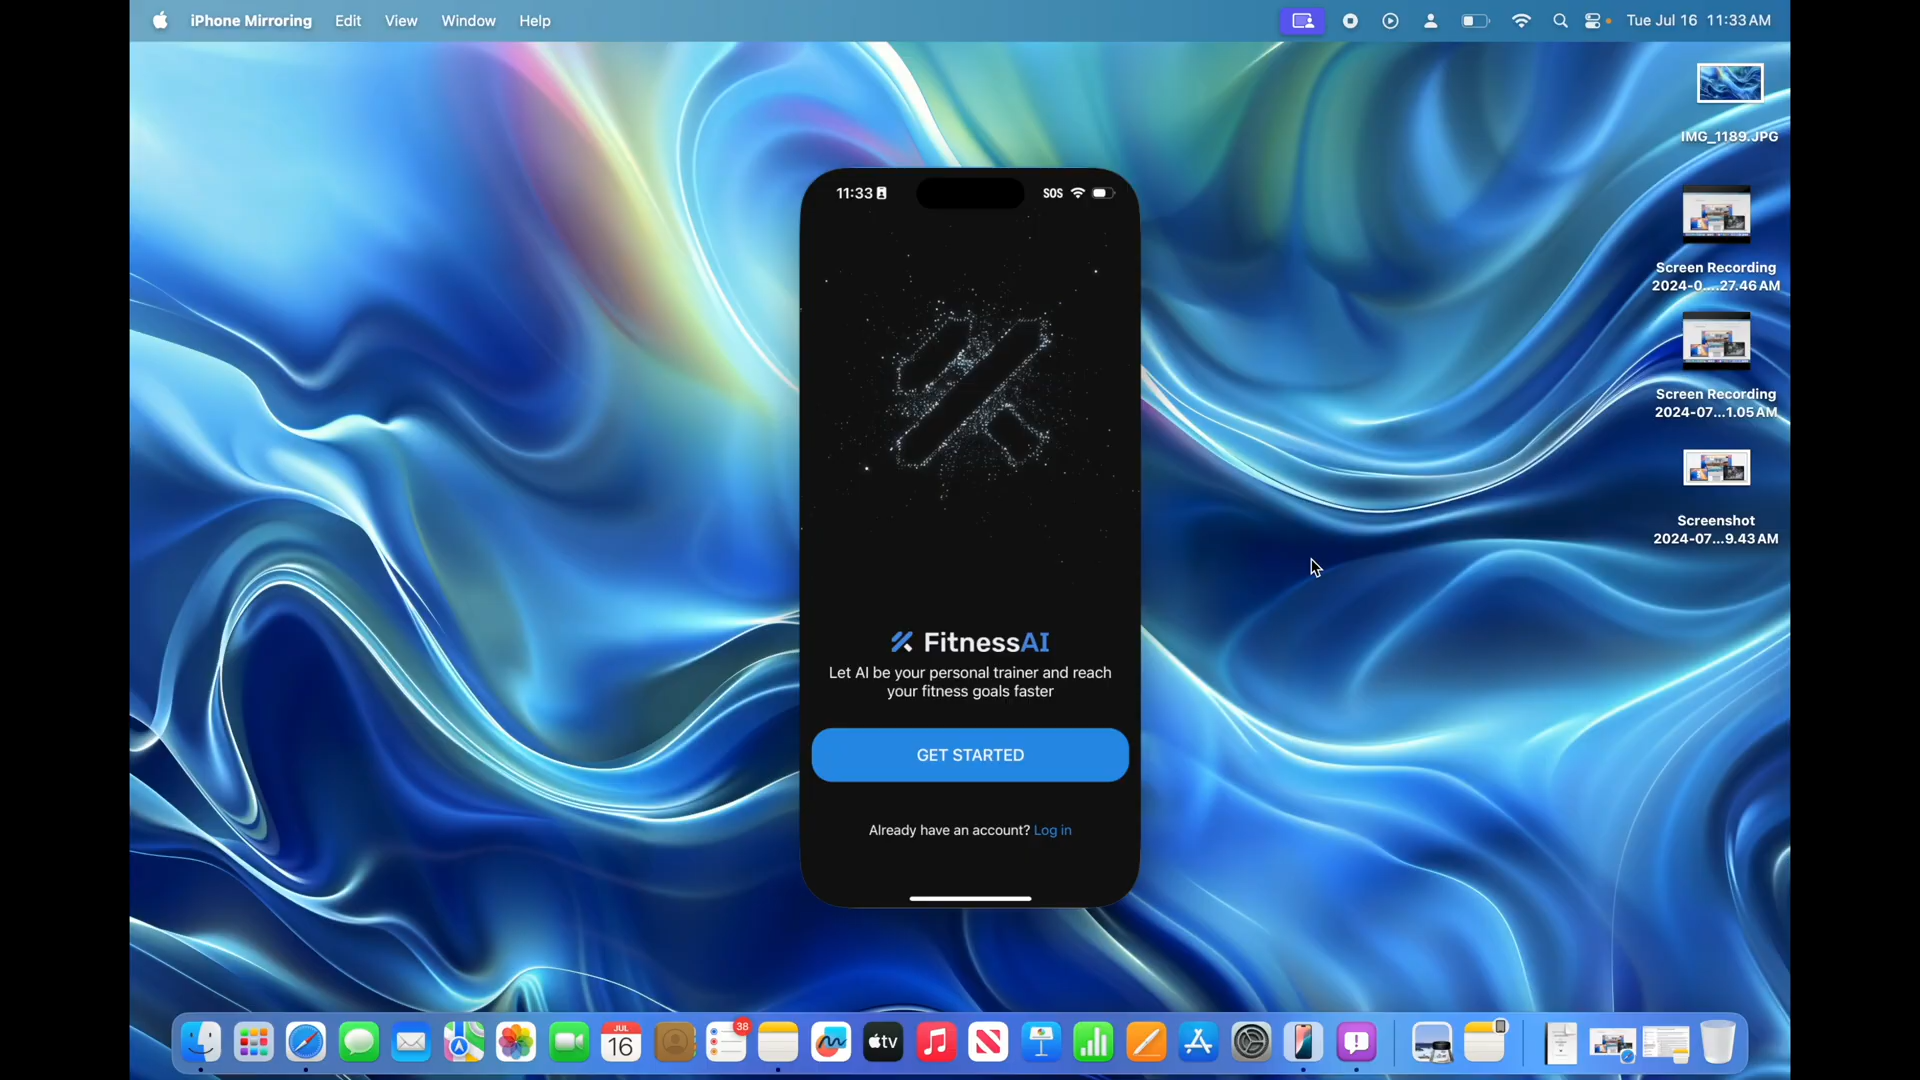 iPhone Mirroring Edit View Window Help
Tue Jul 16 11:33 AM
IMG_1189.JPG
Screen Recording
2024-0....27.46 AM
Screen Recording
2024-07...1.05 AM
Screenshot
2024-07...9.43 AM
11:33
SOS
FitnessAI
Let AI be your personal trainer and reach
your fitness goals faster
GET STARTED
Already have an account? Log in
JUL
16
38
tv